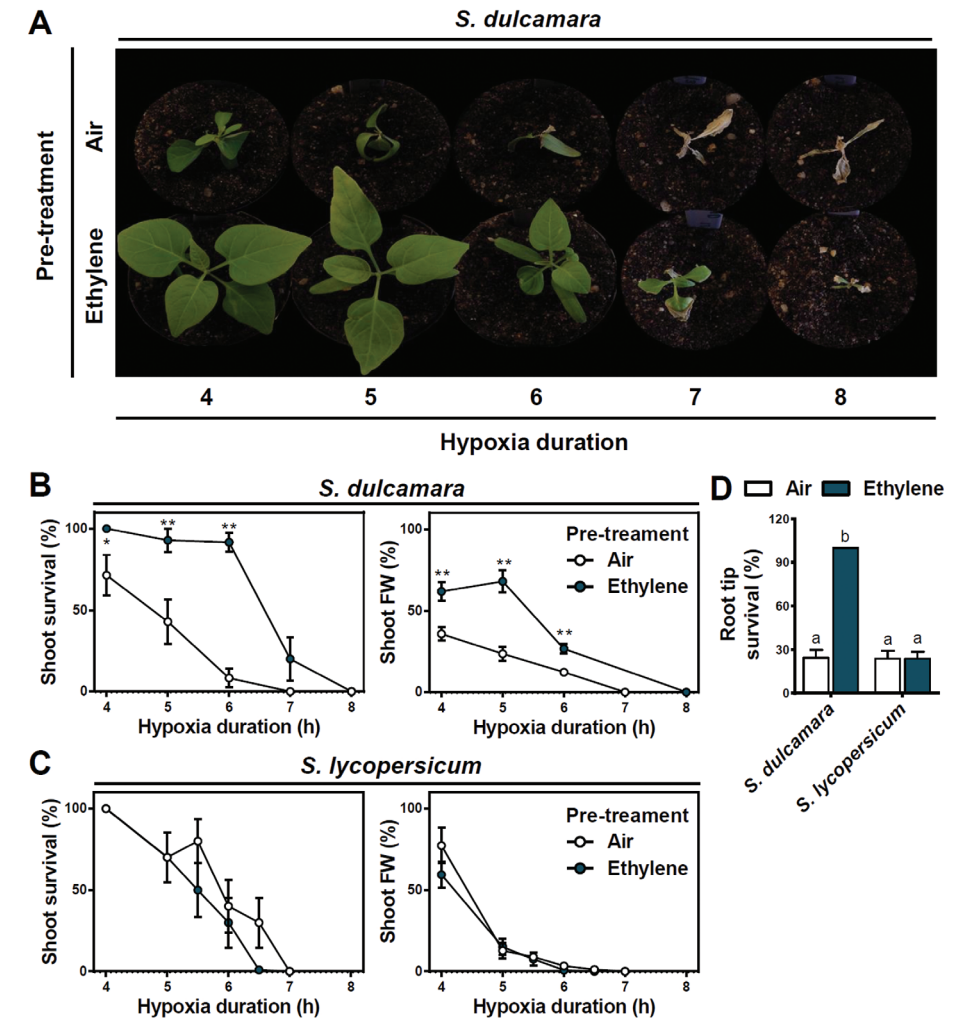 A
S. dulcamara
Pre-treatment
Air
Ethylene
4 5 6 7 8
Hypoxia duration
B
S. dulcamara
Shoot survival (%)
100
50
0
*
**
**
4 5 6 7 8
Hypoxia duration (h)
Shoot FW (%)
100
50
0
**
**
**
Pre-treament
Air
Ethylene
4 5 6 7 8
Hypoxia duration (h)
D
Air Ethylene
Root tip
survival (%)
120
90
60
30
0
a b a a
S. dulcamara
S. lycopersicum
C
S. lycopersicum
Shoot survival (%)
100
50
0
4 5 6 7 8
Hypoxia duration (h)
Shoot FW (%)
100
50
0
Pre-treament
Air
Ethylene
4 5 6 7 8
Hypoxia duration (h)